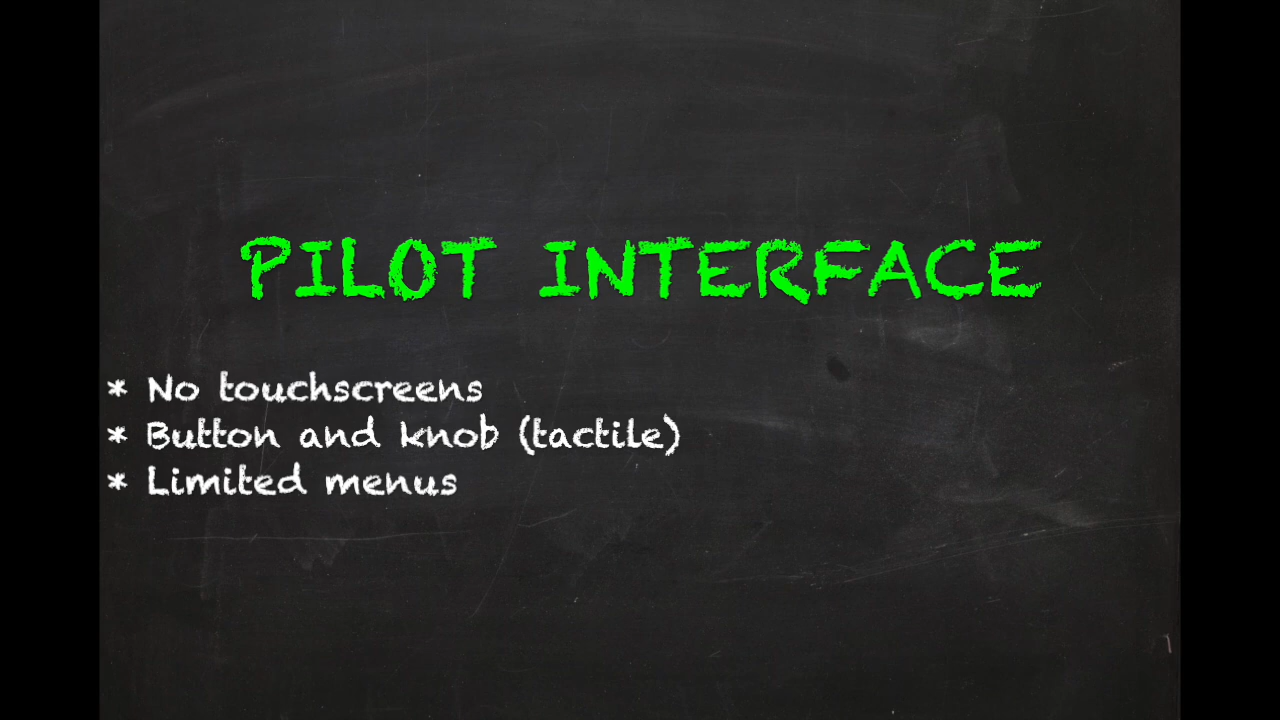 PILOT INTERFACE
* No touchscreens
* Button and knob (tactile)
* Limited menus